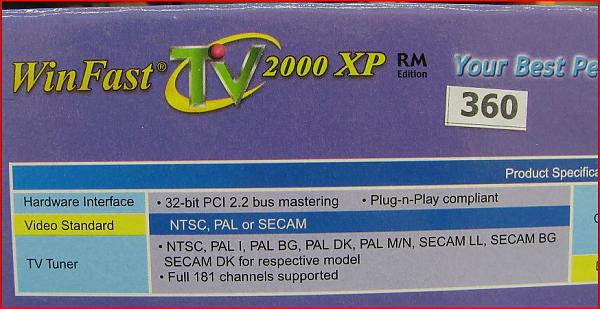 WinFast® TV 2000 XP RM Edition
Your Best
360
Product
Hardware Interface • 32-bit PCI 2.2 bus mastering • Plug-n-Play compliant
Video Standard NTSC, PAL or SECAM
TV Tuner • NTSC, PAL I, PAL BG, PAL DK, PAL M/N, SECAM LL, SECAM BG
SECAM DK for respective model
• Full 181 channels supported